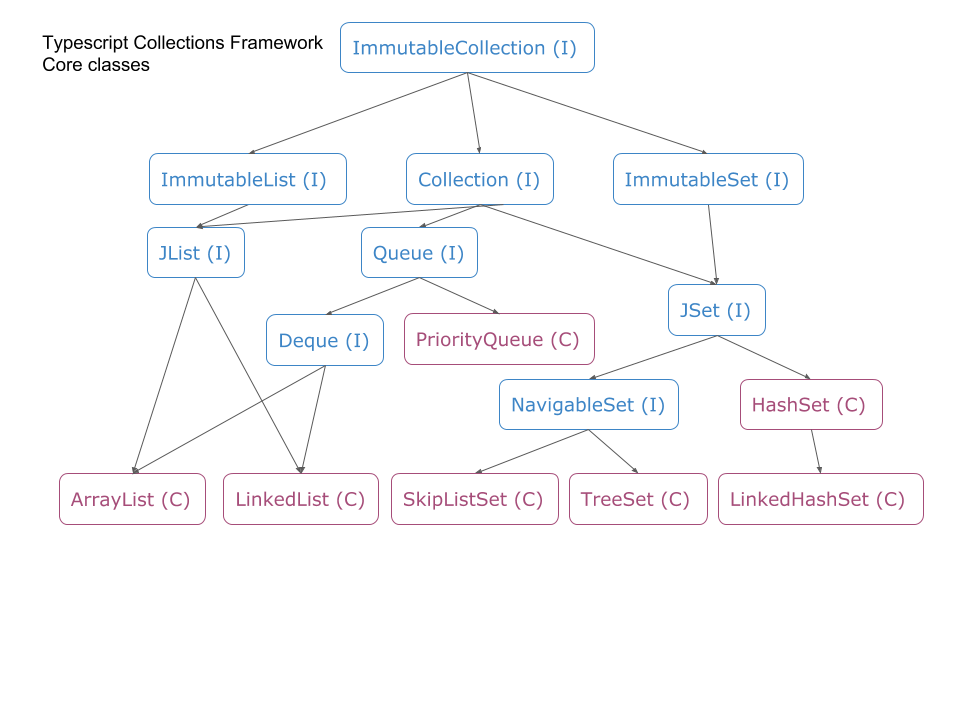 Typescript Collections Framework
Core classes
ImmutableCollection (I)
ImmutableList (I)
Collection (I)
ImmutableSet (I)
JList (I)
Queue (I)
JSet (I)
Deque (I)
PriorityQueue (C)
NavigableSet (I)
HashSet (C)
ArrayList (C)
LinkedList (C)
SkipListSet (C)
TreeSet (C)
LinkedHashSet (C)